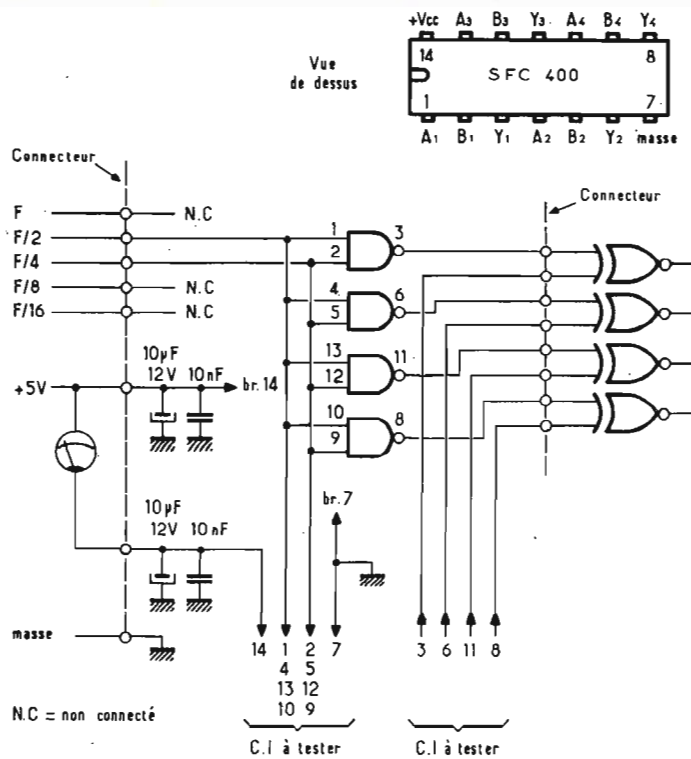 +Vcc A3 B3 Y3 A4 B4 Y4
14 8
Vue
de dessus
SFC 400
1 7
A1 B1 Y1 A2 B2 Y2 masse
Connecteur
Connecteur
F N.C
F/2
F/4
F/8 N.C
F/16 N.C
1
2
3
4
5
6
13
12
11
10
9
8
10µF
12V 10nF
+5V
br.14
br.7
10µF
12V 10nF
masse
14 1 2 7
4 5
13 12
10 9
3 6 11 8
N.C = non connecté
C.I à tester
C.I à tester